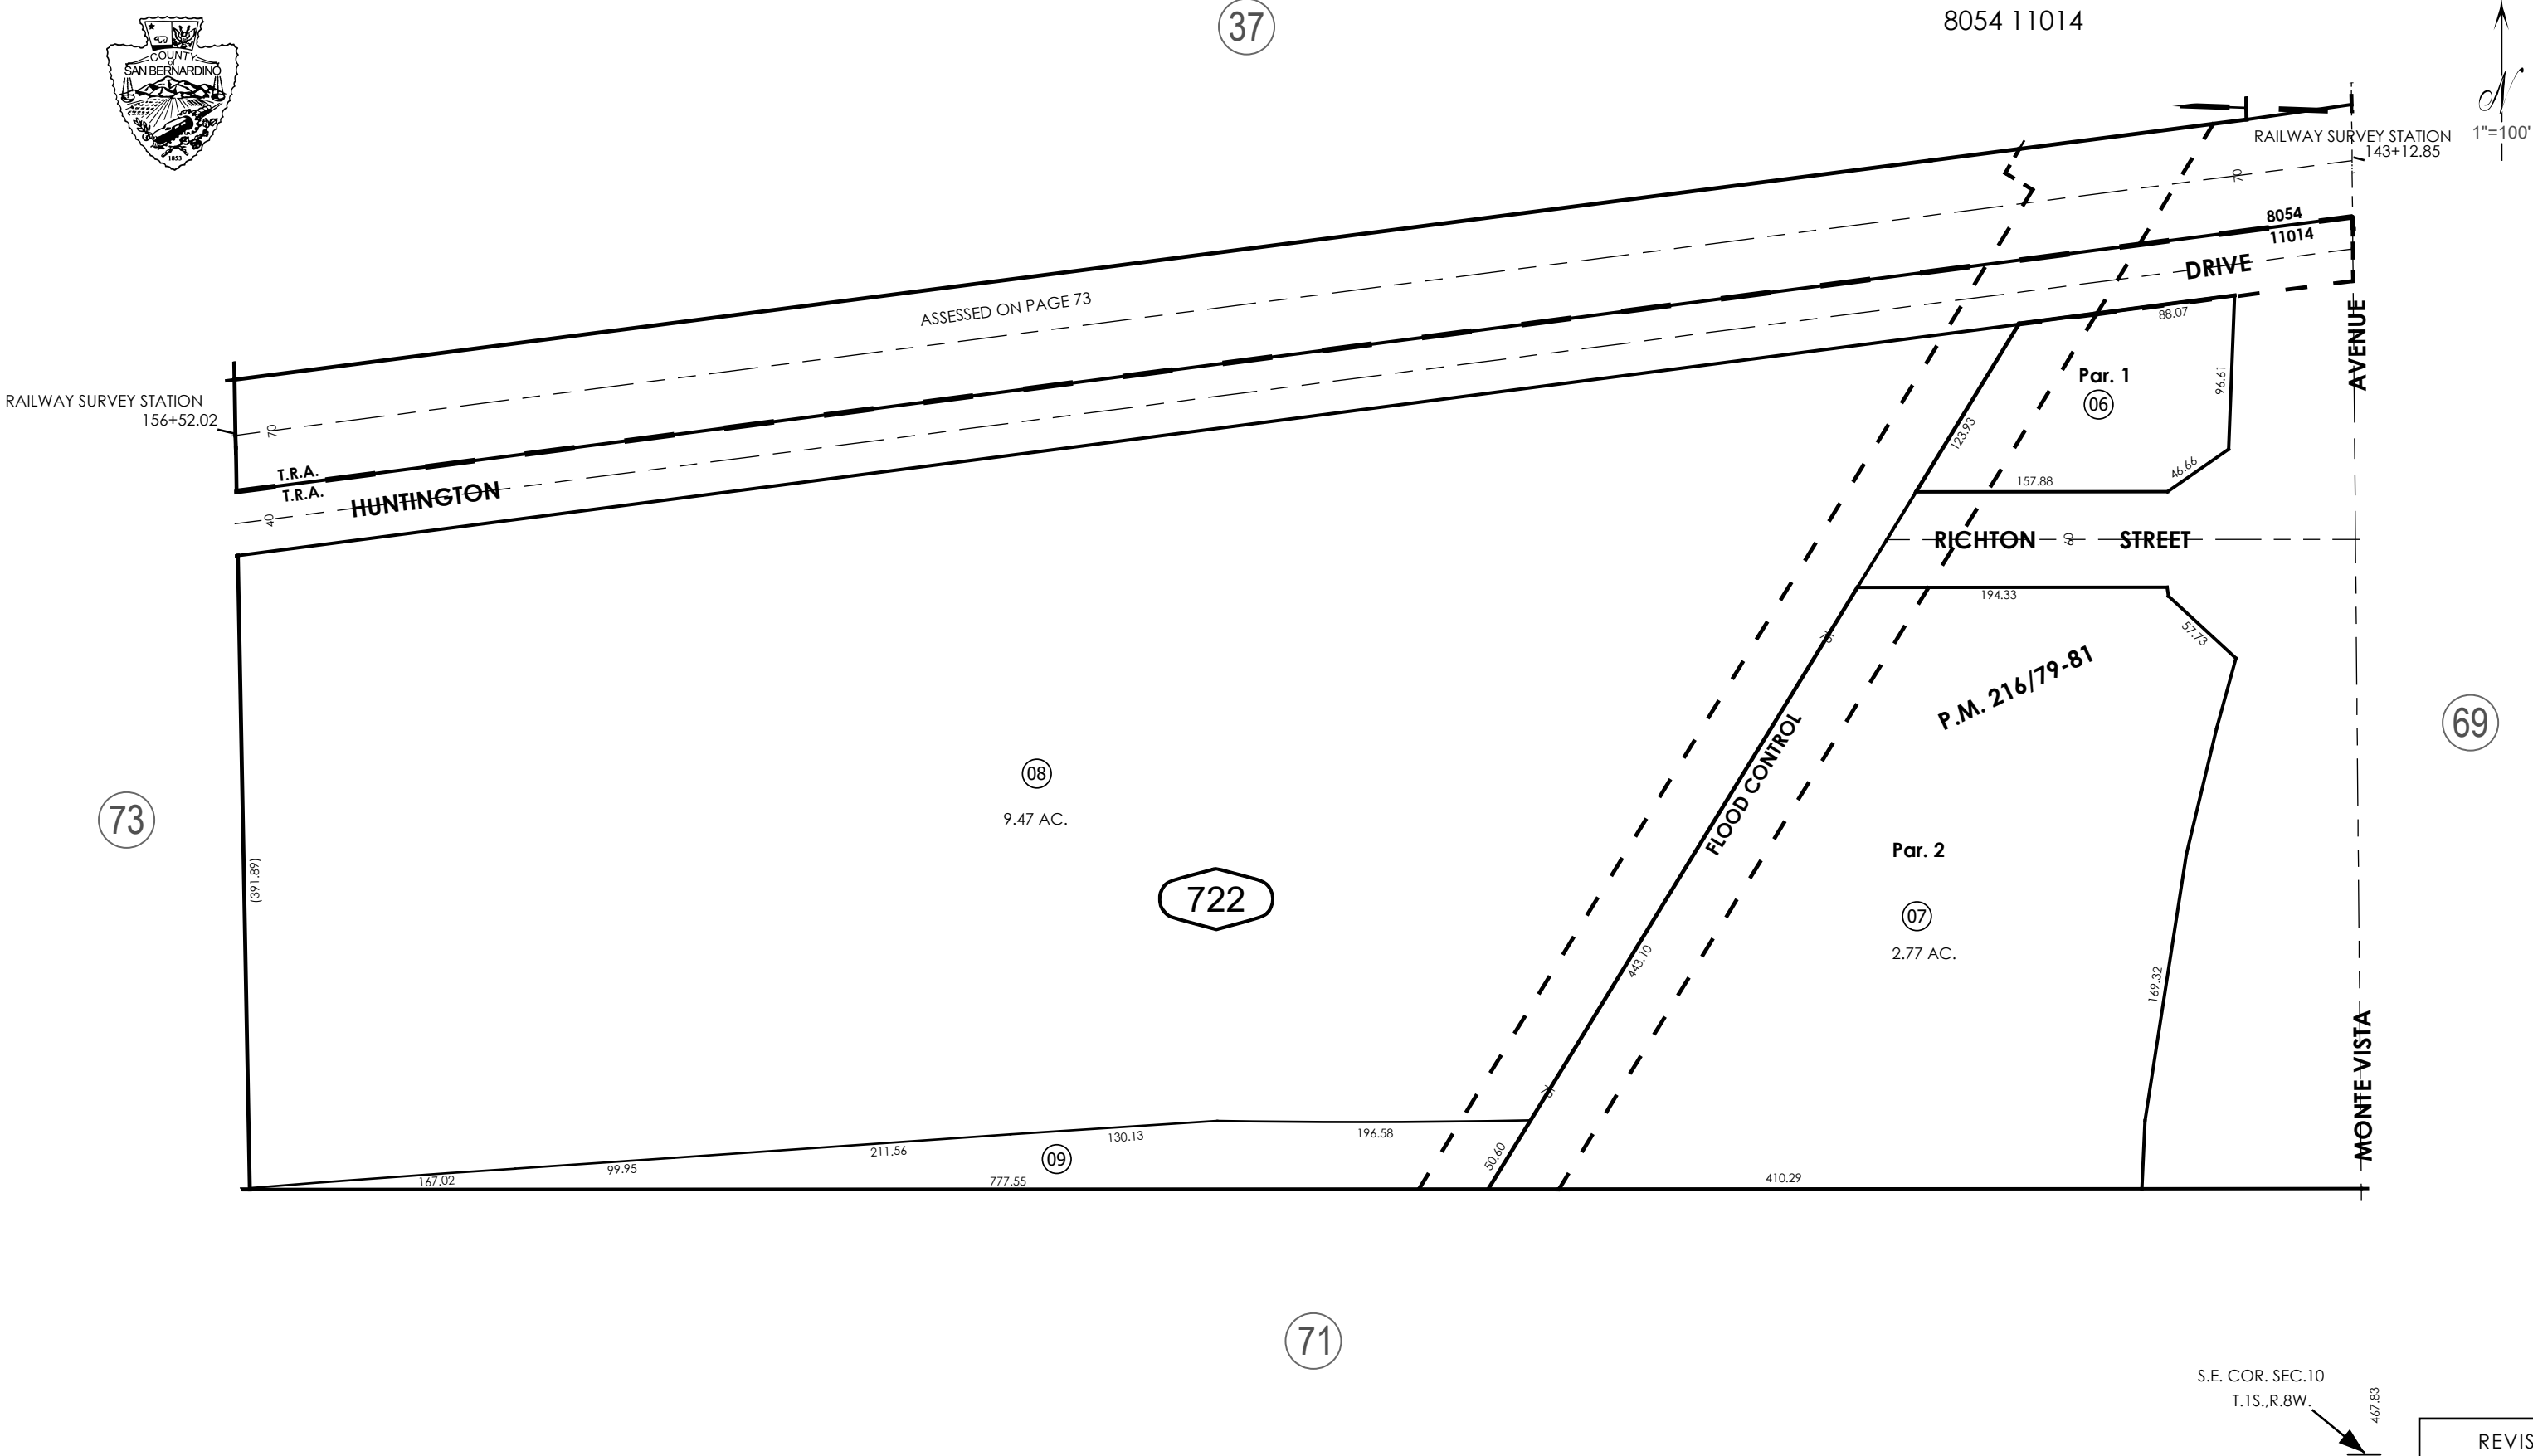 37
8054 11014
COUNTY
of
SAN BERNARDINO
1853
1"=100'
RAILWAY SURVEY STATION
143+12.85
70
8054
11014
DRIVE
ASSESSED ON PAGE 73
88.07
AVENUE
Par. 1
06
96.61
RAILWAY SURVEY STATION
156+52.02
70
123.93
T.R.A.
T.R.A.
HUNTINGTON
40
46.66
157.88
RICHTON 60 STREET
194.33
57.73
P.M. 216/79-81
69
FLOOD CONTROL
08
9.47 AC.
73
(391.89)
722
Par. 2
07
2.77 AC.
443.10
169.32
MONTE VISTA
130.13
196.58
211.56
09
50.60
99.95
167.02
777.55
410.29
71
S.E. COR. SEC.10
T.1S.,R.8W.
467.83
REVIS